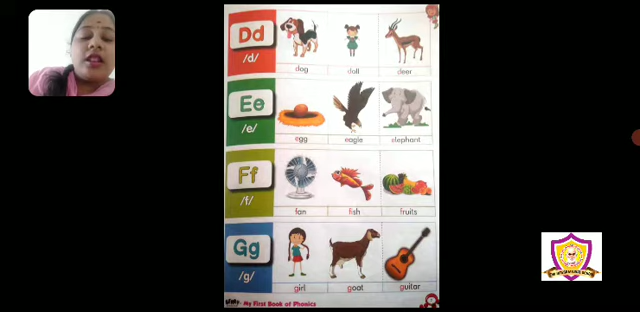 Dd
/d/
dog doll deer
Ee
/e/
egg eagle elephant
Ff
/f/
fan fish fruits
Gg
/g/
girl goat guitar
My First Book of Phonics